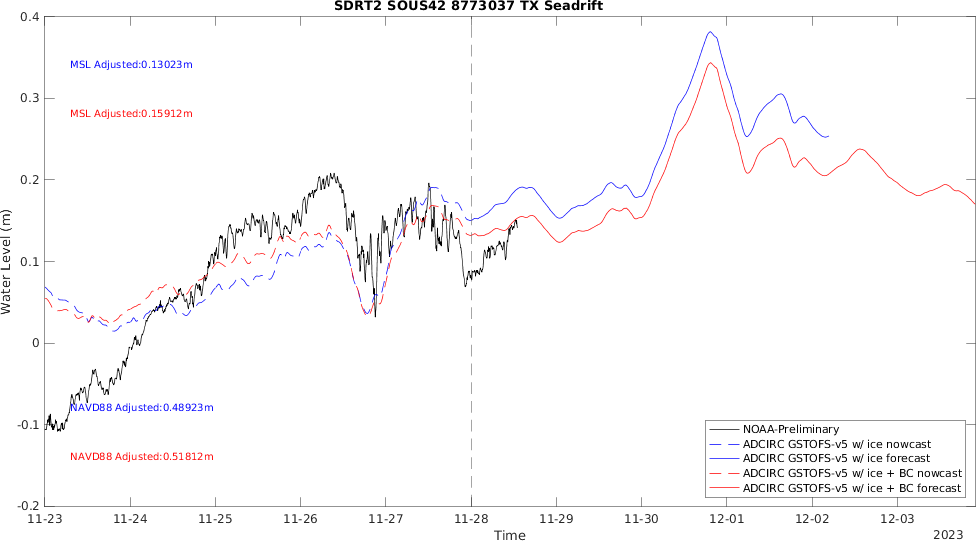 SDRT2 SOUS42 8773037 TX Seadrift
0.4
0.3
0.2
0.1
0
-0.1
-0.2
Water Level (m)
MSL Adjusted:0.13023m
MSL Adjusted:0.15912m
NAVD88 Adjusted:0.48923m
NAVD88 Adjusted:0.51812m
NOAA-Preliminary
ADCIRC GSTOFS-v5 w/ ice nowcast
ADCIRC GSTOFS-v5 w/ ice forecast
ADCIRC GSTOFS-v5 w/ ice + BC nowcast
ADCIRC GSTOFS-v5 w/ ice + BC forecast
11-23 11-24 11-25 11-26 11-27 11-28 11-29 11-30 12-01 12-02 12-03
Time
2023